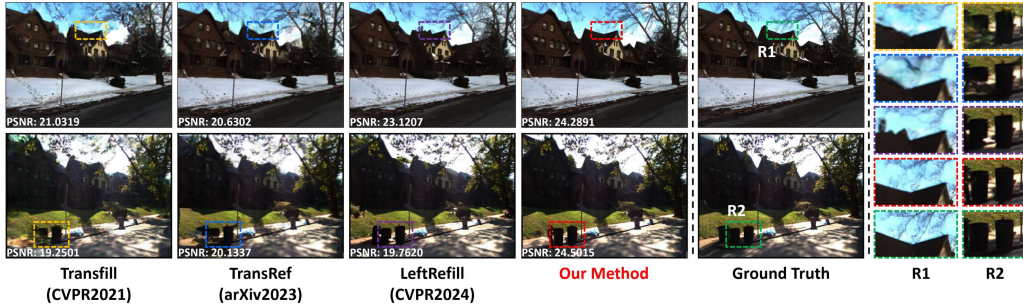 R1
PSNR: 21.0319
PSNR: 20.6302
PSNR: 23.1207
PSNR: 24.2891
R2
PSNR: 19.2501
PSNR: 20.1337
PSNR: 19.7620
PSNR: 24.5015
Transfill
(CVPR2021)
TransRef
(arXiv2023)
LeftRefill
(CVPR2024)
Our Method
Ground Truth
R1
R2